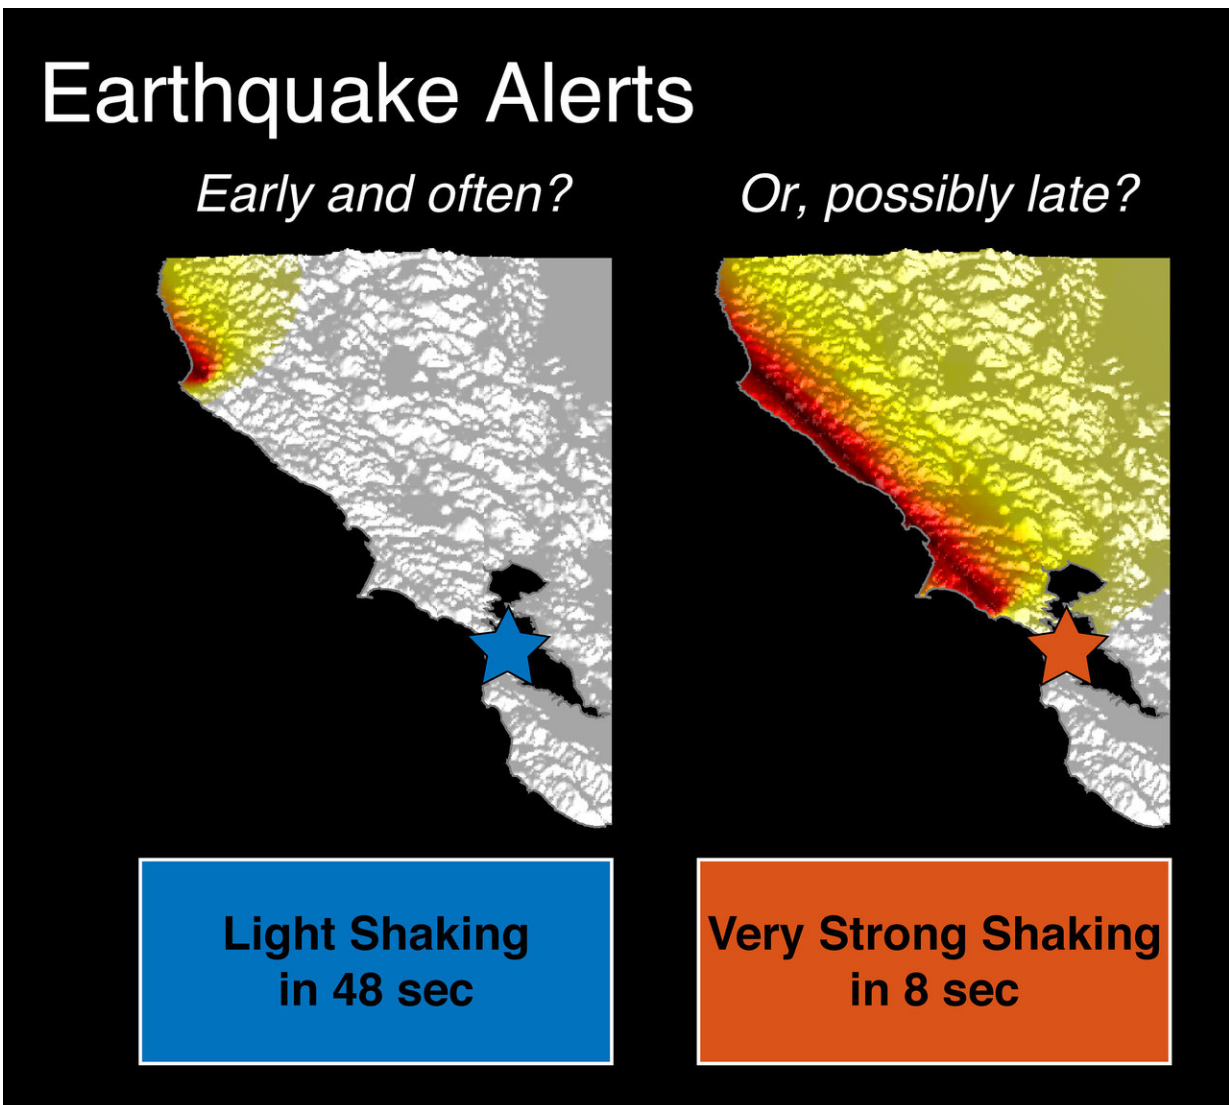 Earthquake Alerts
Early and often?
Or, possibly late?
Light Shaking
in 48 sec
Very Strong Shaking
in 8 sec